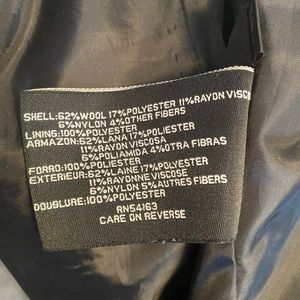 SHELL:62%WOOL 17%POLYESTER 11%RAYON VISCOSE
6%NYLON 4%OTHER FIBERS
LINING:100%POLYESTER
ARMAZON:62%LANA 17%POLIESTER
11%RAYON VISCOSA
6%POLIAMIDA 4%OTRA FIBRAS
FORRO:100%POLIESTER
EXTERIEUR:62%LAINE 17%POLYESTER
11%RAYONNE VISCOSE
6%NYLON 5%AUTRES FIBERS
DOUBLURE:100%POLYESTER
RN54163
CARE ON REVERSE